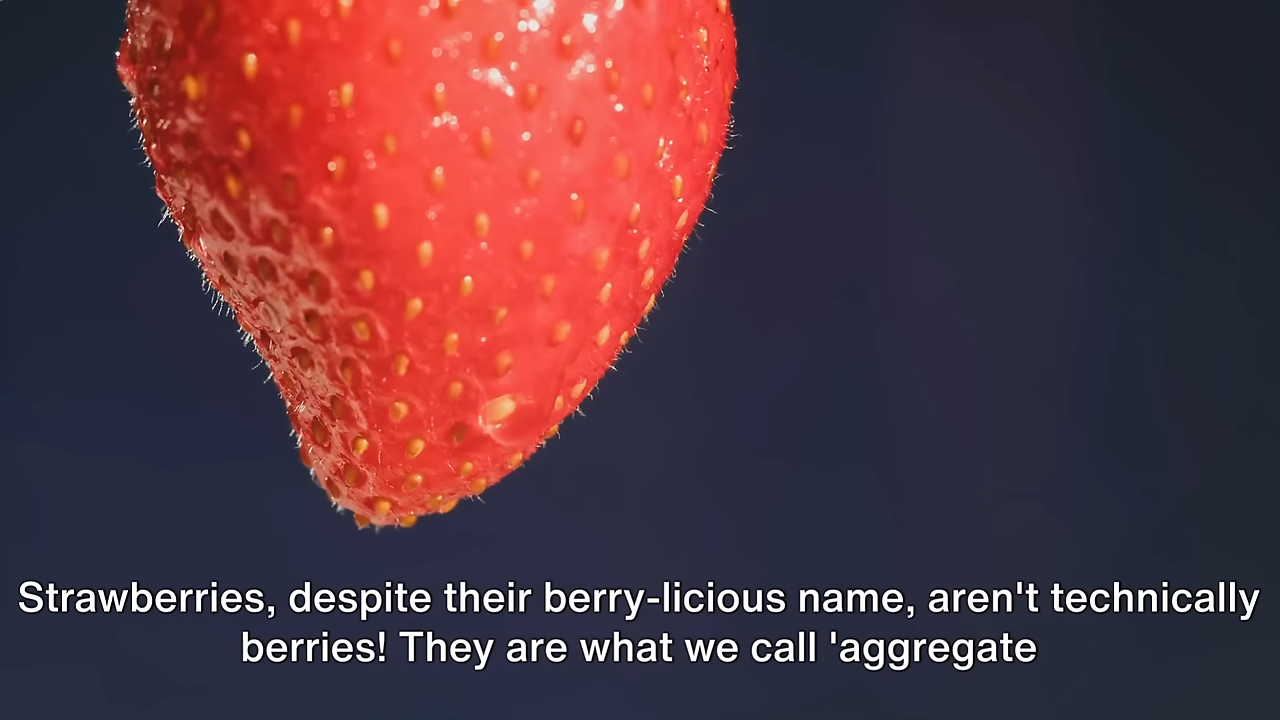 Strawberries, despite their berry-licious name, aren't technically
berries! They are what we call 'aggregate